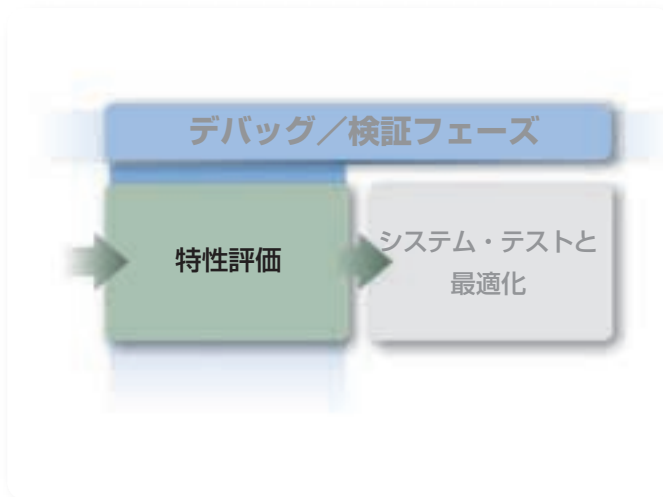 デバッグ／検証フェーズ
特性評価
システム・テストと
最適化